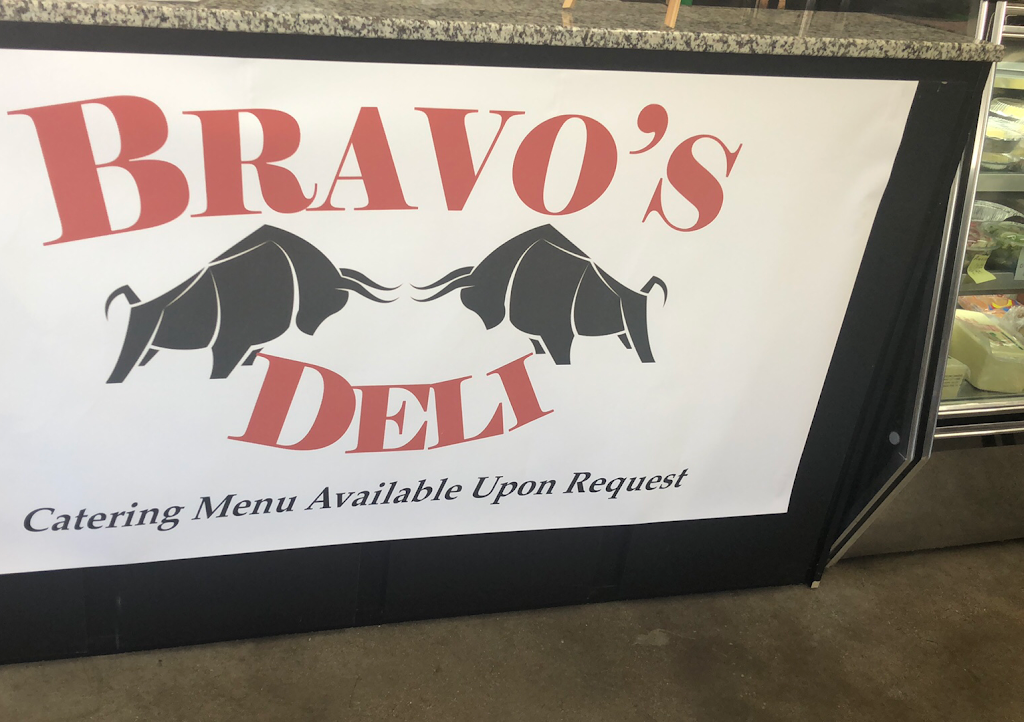 BRAVO'S
DELI
Catering Menu Available Upon Request